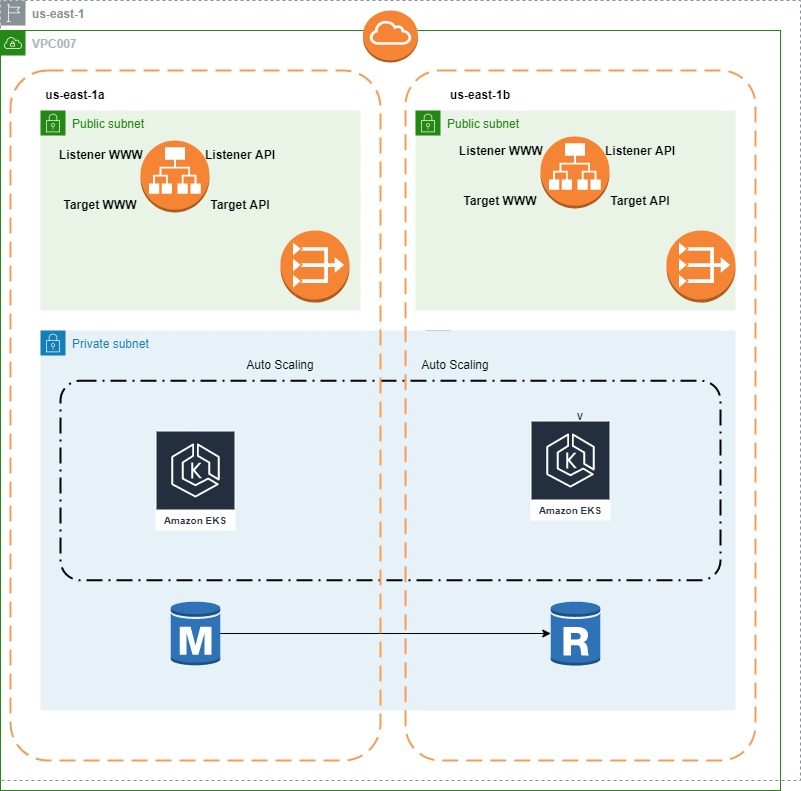 us-east-1
VPC007
us-east-1a
us-east-1b
Public subnet
Public subnet
Listener WWW
Listener API
Listener WWW
Listener API
Target WWW
Target API
Target WWW
Target API
Private subnet
Auto Scaling
Auto Scaling
v
K
K
Amazon EKS
Amazon EKS
M
R